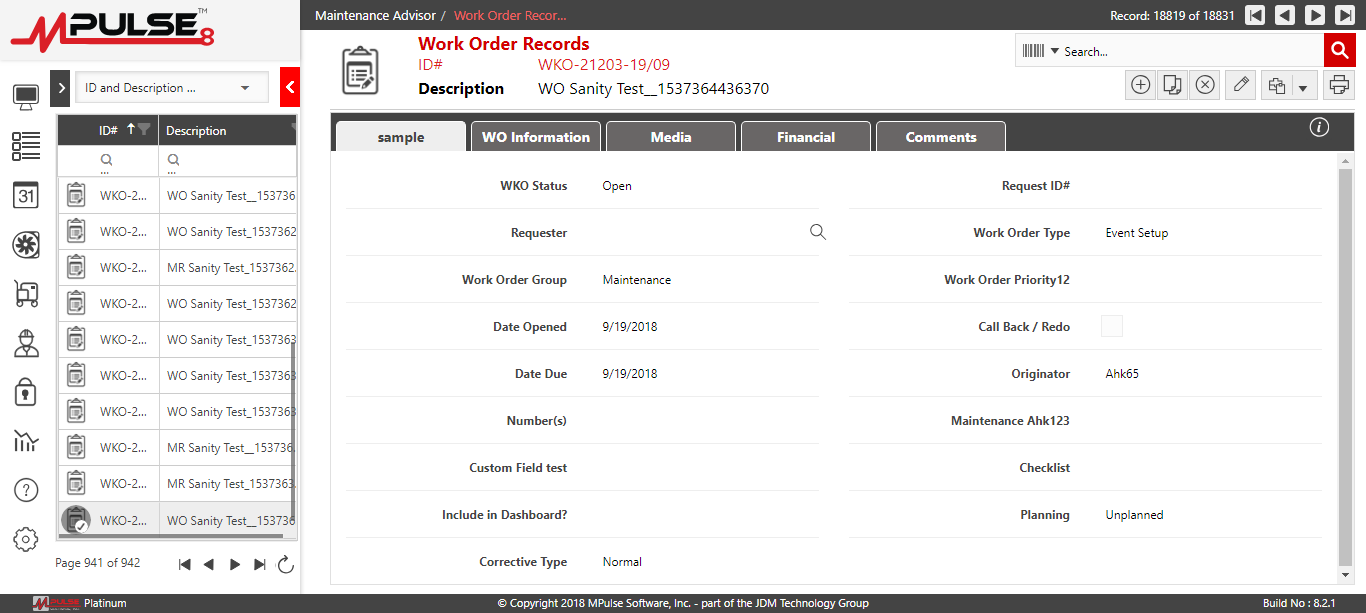 MPULSE 8 ™
Maintenance Advisor / Work Order Recor...
Record: 18819 of 18831
Work Order Records
ID# WKO-21203-19/09
Description WO Sanity Test__1537364436370
Search...
ID and Description ...
ID# Description
...
...
WKO-2... WO Sanity Test__153736
WKO-2... WO Sanity Test_1537362
WKO-2... MR Sanity Test_1537362.
WKO-2... WO Sanity Test_1537362
WKO-2... WO Sanity Test_1537363
WKO-2... WO Sanity Test_1537363
WKO-2... WO Sanity Test_1537363
WKO-2... MR Sanity Test__153736.
WKO-2... MR Sanity Test_1537363.
WKO-2... WO Sanity Test__153736
Page 941 of 942
31
?
sample WO Information Media Financial Comments
i
WKO Status Open
Request ID#
Requester
Work Order Type Event Setup
Work Order Group Maintenance
Work Order Priority12
Date Opened 9/19/2018
Call Back / Redo
Date Due 9/19/2018
Originator Ahk65
Number(s)
Maintenance Ahk123
Custom Field test
Checklist
Include in Dashboard?
Planning Unplanned
Corrective Type Normal
MPULSE Platinum
© Copyright 2018 MPulse Software, Inc. - part of the JDM Technology Group
Build No : 8.2.1